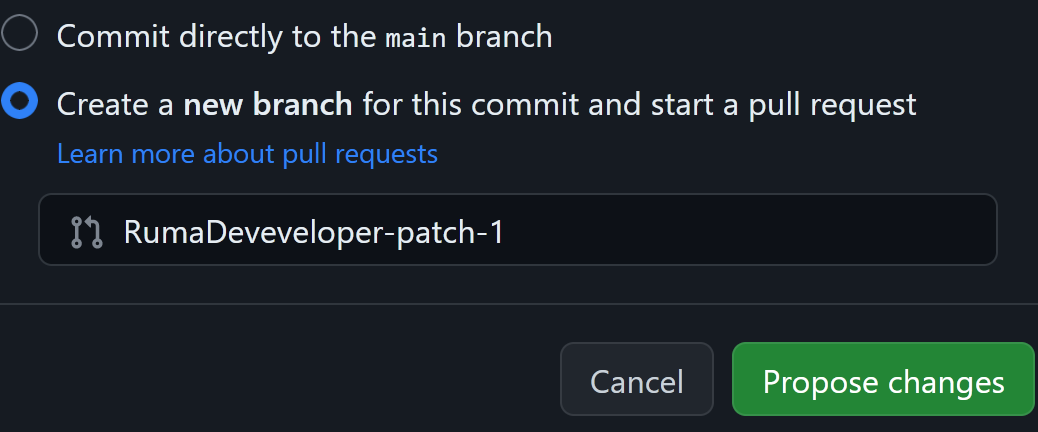 Commit directly to the main branch
Create a new branch for this commit and start a pull request
Learn more about pull requests
RumaDeveveloper-patch-1
Cancel
Propose changes